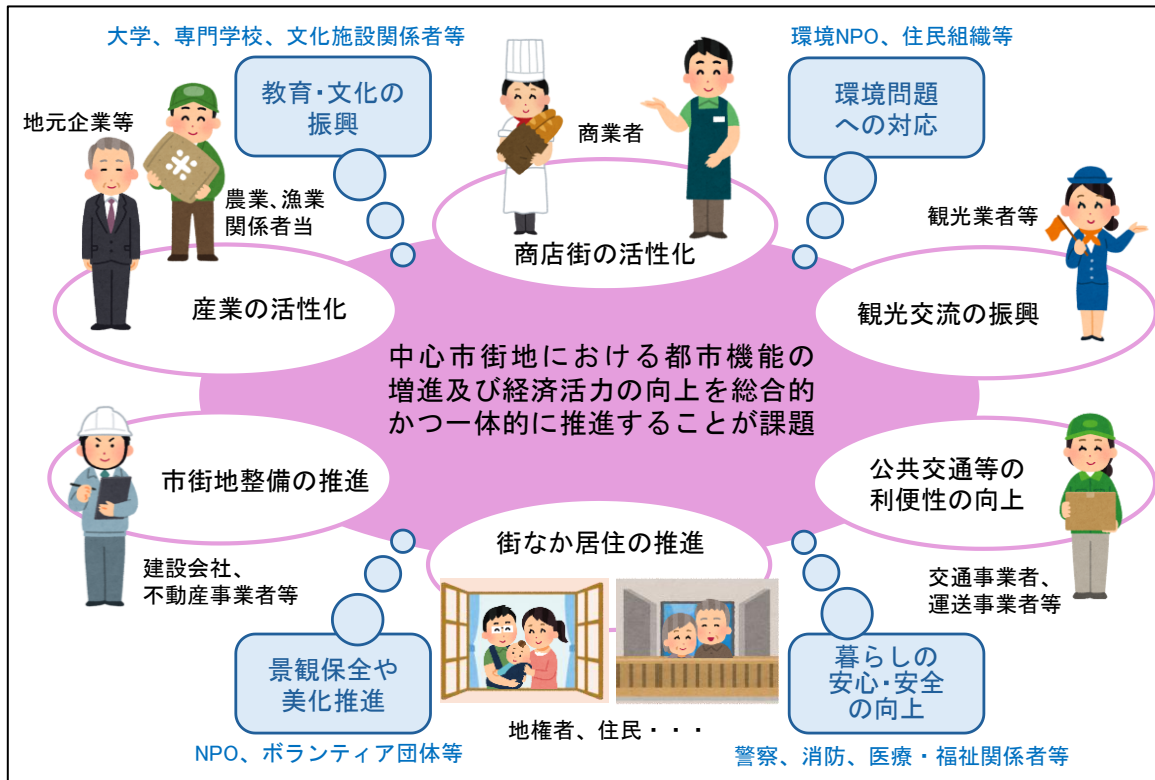 大学、専門学校、文化施設関係者等
環境NPO、住民組織等
教育・文化の
振興
環境問題
への対応
地元企業等
商業者
農業、漁業
関係者当
観光業者等
米
商店街の活性化
産業の活性化
観光交流の振興
中心市街地における都市機能の
増進及び経済活力の向上を総合的
かつ一体的に推進することが課題
市街地整備の推進
公共交通等の
利便性の向上
街なか居住の推進
建設会社、
不動産事業者等
交通事業者、
運送事業者等
景観保全や
美化推進
暮らしの
安心・安全
の向上
地権者、住民・・・
NPO、ボランティア団体等
警察、消防、医療・福祉関係者等